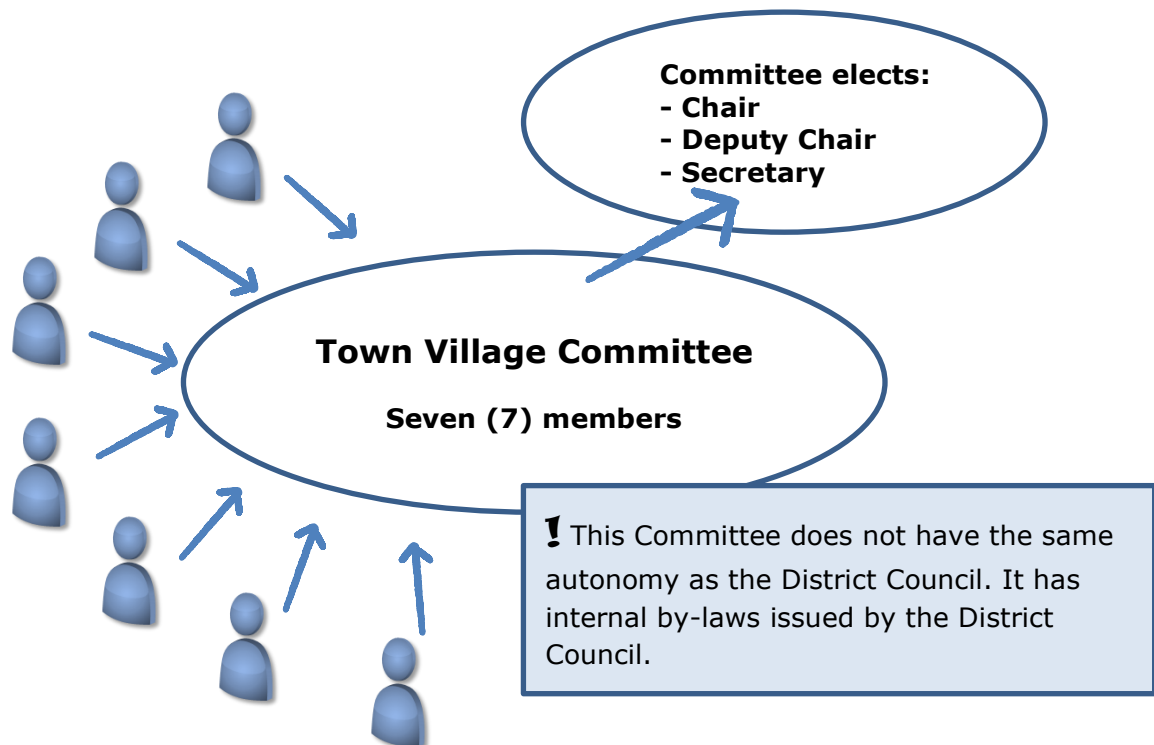 Committee elects:
- Chair
- Deputy Chair
- Secretary
Town Village Committee
Seven (7) members
! This Committee does not have the same
autonomy as the District Council. It has
internal by-laws issued by the District
Council.